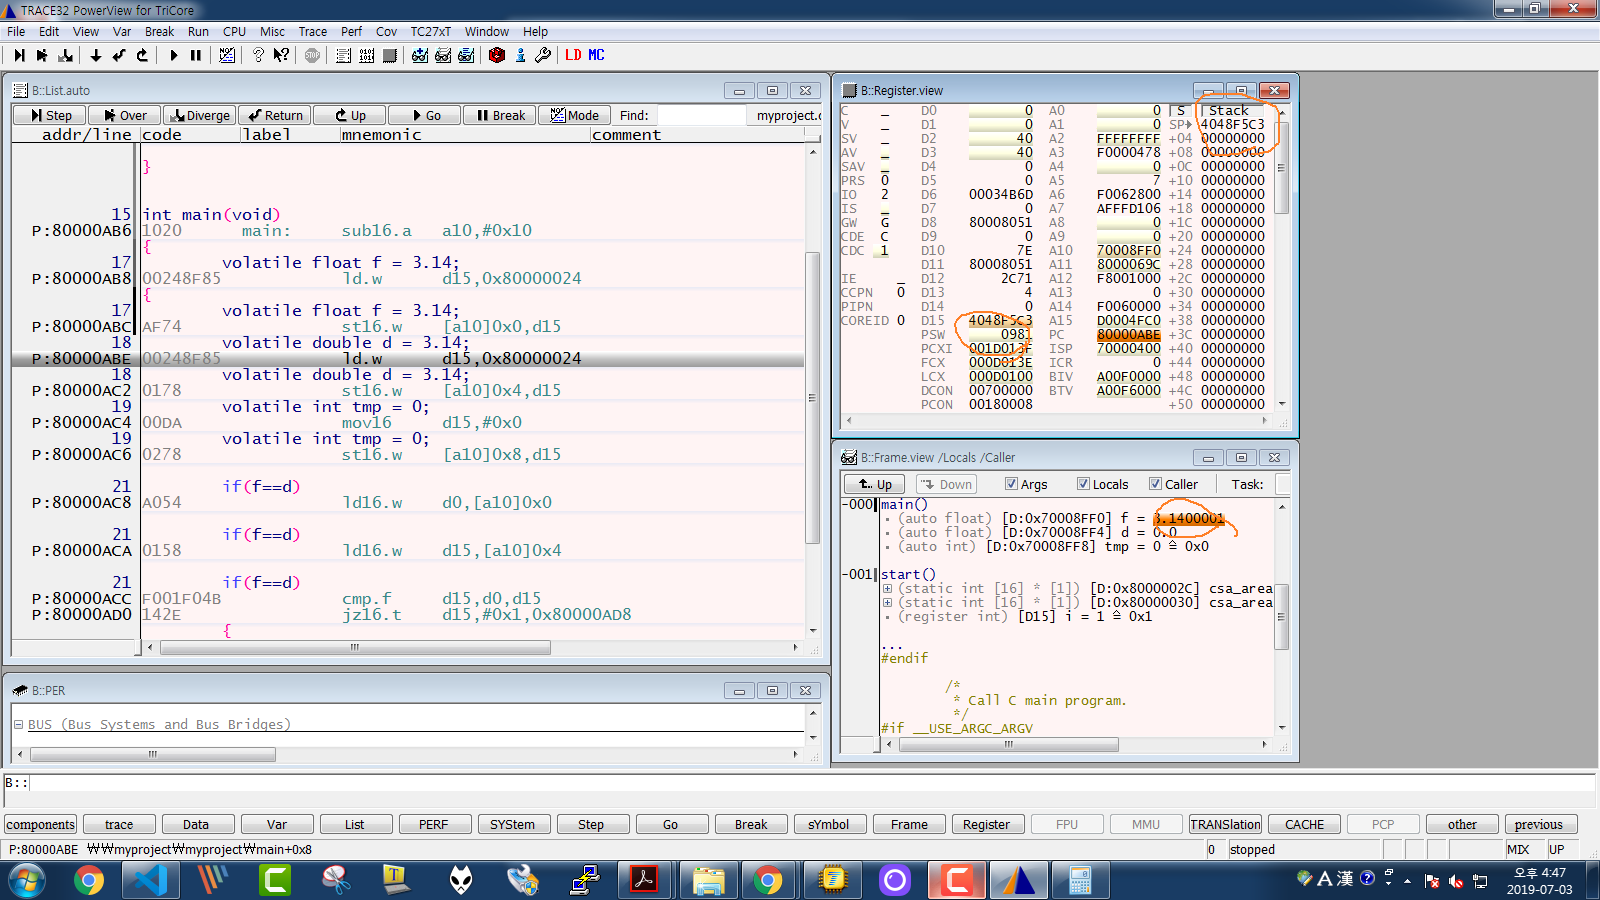 TRACE32 PowerView for TriCore
File Edit View Var Break Run CPU Misc Trace Perf Cov TC27xT Window Help
LD MC
B::List.auto
Step Over Diverge Return Up Go Break Mode Find: myproject.c
addr/line code label mnemonic comment
}
15 int main(void)
P:80000AB6 1020 main: sub16.a a10,#0x10
{
17 volatile float f = 3.14;
P:80000AB8 00248F85 ld.w d15,0x80000024
{
17 volatile float f = 3.14;
P:80000ABC AF74 st16.w [a10]0x0,d15
18 volatile double d = 3.14;
P:80000ABE 00248F85 ld.w d15,0x80000024
18 volatile double d = 3.14;
P:80000AC2 0178 st16.w [a10]0x4,d15
19 volatile int tmp = 0;
P:80000AC4 00DA mov16 d15,#0x0
19 volatile int tmp = 0;
P:80000AC6 0278 st16.w [a10]0x8,d15
21 if(f==d)
P:80000AC8 A054 ld16.w d0,[a10]0x0
21 if(f==d)
P:80000ACA 0158 ld16.w d15,[a10]0x4
21 if(f==d)
P:80000ACC F001F04B cmp.f d15,d0,d15
P:80000AD0 142E jz16.t d15,#0x1,0x80000AD8
{
B::Register.view
C _ D0 0 A0 0 S Stack
V _ D1 0 A1 0 SP 4048F5C3
SV _ D2 40 A2 FFFFFFFF +04 00000000
AV _ D3 40 A3 F0000478 +08 00000000
SAV _ D4 0 A4 0 +0C 00000000
PRS 0 D5 0 A5 7 +10 00000000
IO 2 D6 00034B6D A6 F0062800 +14 00000000
IS _ D7 0 A7 AFFFD106 +18 00000000
GW G D8 80008051 A8 0 +1C 00000000
CDE C D9 0 A9 0 +20 00000000
CDC 1 D10 7E A10 70008FF0 +24 00000000
D11 80008051 A11 8000069C +28 00000000
IE _ D12 2C71 A12 F8001000 +2C 00000000
CCPN 0 D13 4 A13 0 +30 00000000
PIPN D14 0 A14 F0060000 +34 00000000
COREID 0 D15 4048F5C3 A15 D0004FC0 +38 00000000
PSW 0981 PC 80000ABE +3C 00000000
PCXI 001D013F ISP 70000400 +40 00000000
FCX 000D013E ICR 0 +44 00000000
LCX 000D0100 BIV A00F0000 +48 00000000
DCON 00700000 BTV A00F6000 +4C 00000000
PCON 00180008 +50 00000000
B::Frame.view /Locals /Caller
Up Down Args Locals Caller Task:
-000 main()
(auto float) [D:0x70008FF0] f = 3.1400001
(auto float) [D:0x70008FF4] d = 0.0
(auto int) [D:0x70008FF8] tmp = 0 ≙ 0x0
-001 start()
(static int [16] * [1]) [D:0x8000002C] csa_area
(static int [16] * [1]) [D:0x80000030] csa_area
(register int) [D15] i = 1 ≙ 0x1
...
#endif
/*
* Call C main program.
*/
#if __USE_ARGC_ARGV
B::PER
BUS (Bus Systems and Bus Bridges)
B::
components trace Data Var List PERF SYStem Step Go Break sYmbol Frame Register FPU MMU TRANSlation CACHE PCP other previous
P:80000ABE ₩₩myproject₩myproject₩main+0x8 0 stopped MIX UP
A 漢
오후 4:47
2019-07-03